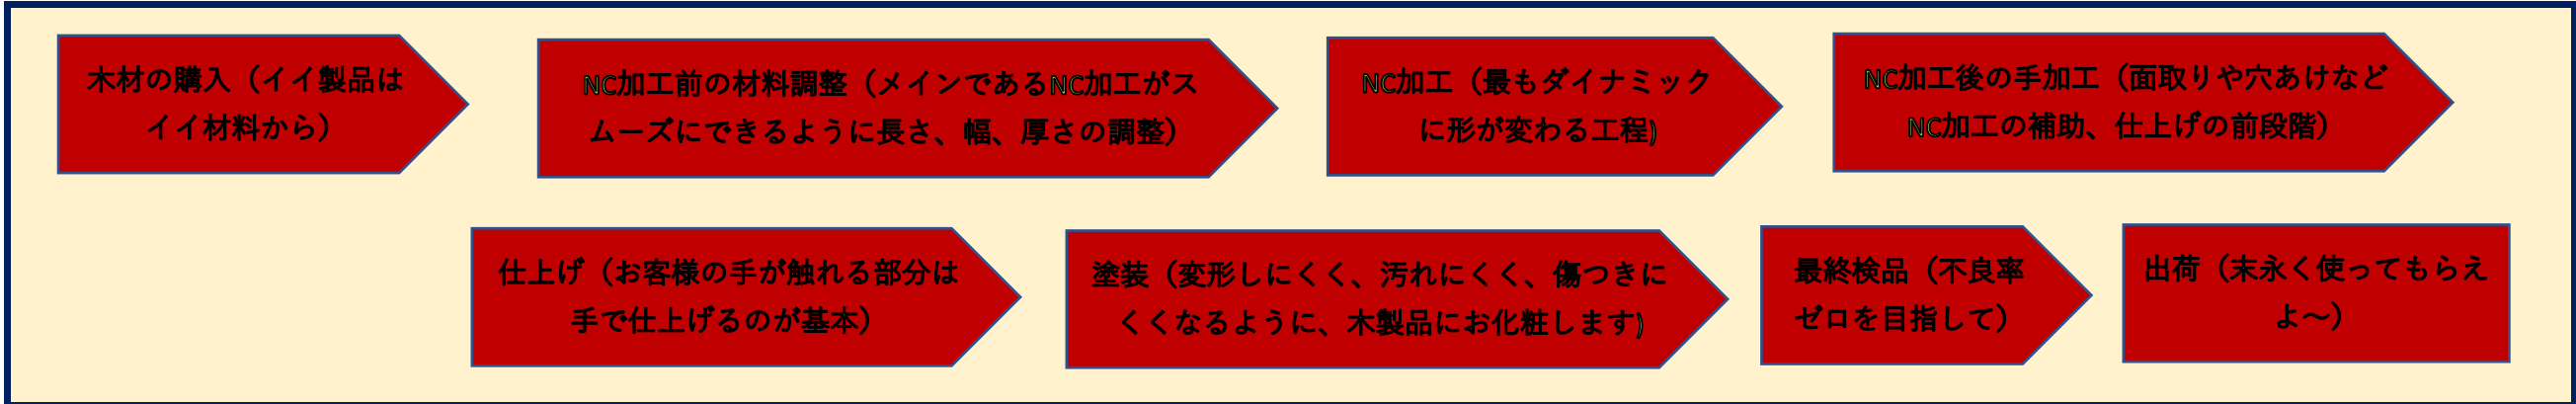 木材の購入（イイ製品は
イイ材料から）
NC加工前の材料調整（メインであるNC加工がス
ムーズにできるように長さ、幅、厚さの調整）
NC加工（最もダイナミック
に形が変わる工程)
NC加工後の手加工（面取りや穴あけなど
NC加工の補助、仕上げの前段階）
仕上げ（お客様の手が触れる部分は
手で仕上げるのが基本）
塗装（変形しにくく、汚れにくく、傷つきに
くくなるように、木製品にお化粧します)
最終検品（不良率
ゼロを目指して）
出荷（末永く使ってもらえ
よ～）